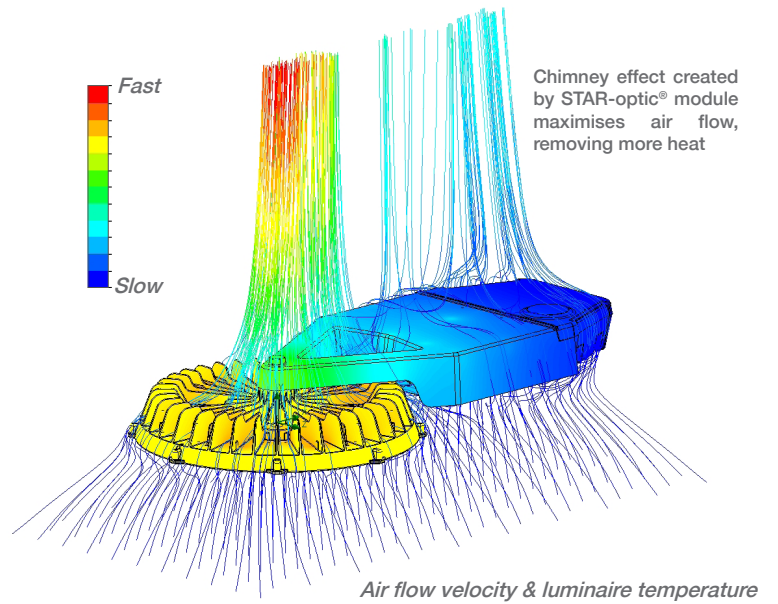 Fast
Chimney effect created
by STAR-optic® module
maximises air flow,
removing more heat
Slow
Air flow velocity & luminaire temperature